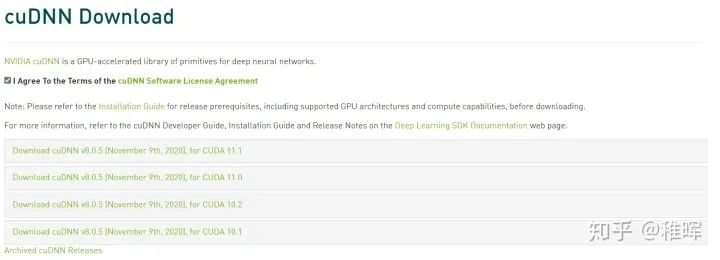 cuDNN Download
NVIDIA cuDNN is a GPU-accelerated library of primitives for deep neural networks.
I Agree To the Terms of the cuDNN Software License Agreement
Note: Please refer to the Installation Guide for release prerequisites, including supported GPU architectures and compute capabilities, before downloading.
For more information, refer to the cuDNN Developer Guide, Installation Guide and Release Notes on the Deep Learning SDK Documentation web page.
Download cuDNN v8.0.5 (November 9th, 2020), for CUDA 11.1
Download cuDNN v8.0.5 (November 9th, 2020), for CUDA 11.0
Download cuDNN v8.0.5 (November 9th, 2020), for CUDA 10.2
Download cuDNN v8.0.5 (November 9th, 2020), for CUDA 10.1
Archived cuDNN Releases
知乎 @稚晖